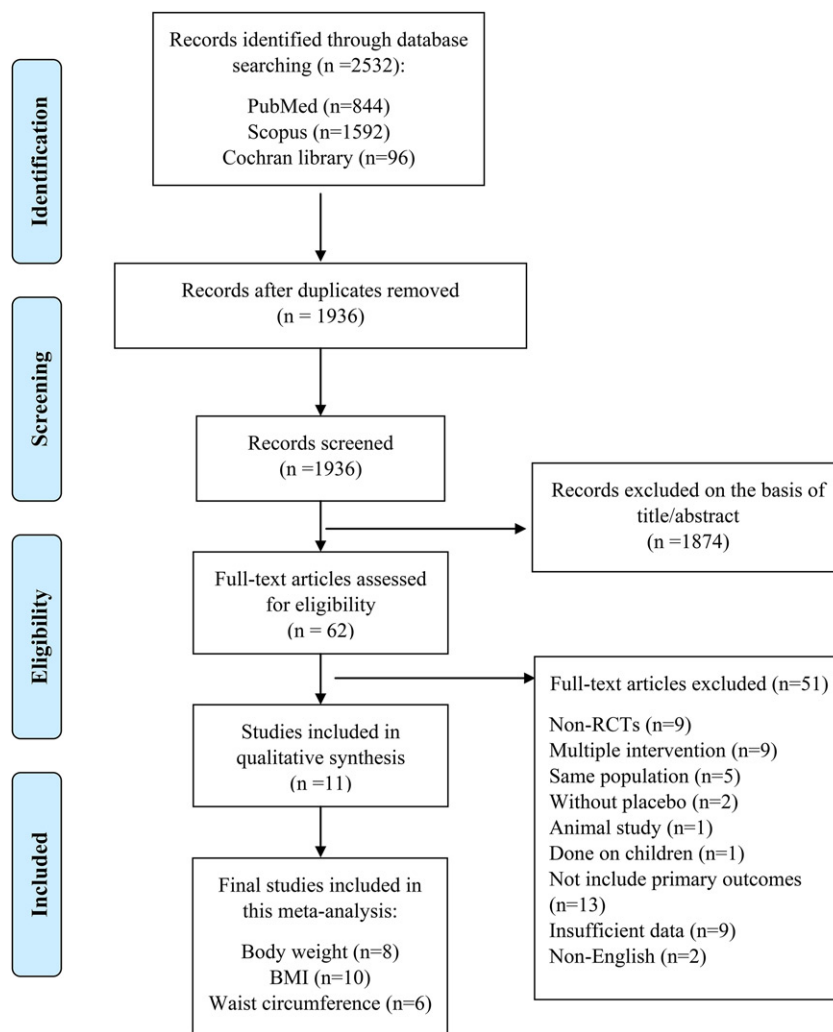 Identification
Records identified through database
searching (n =2532):
PubMed (n=844)
Scopus (n=1592)
Cochran library (n=96)
Records after duplicates removed
(n = 1936)
Screening
Records screened
(n =1936)
Records excluded on the basis of
title/abstract
(n =1874)
Eligibility
Full-text articles assessed
for eligibility
(n = 62)
Full-text articles excluded (n=51)
Non-RCTs (n=9)
Multiple intervention (n=9)
Same population (n=5)
Without placebo (n=2)
Animal study (n=1)
Done on children (n=1)
Not include primary outcomes
(n=13)
Insufficient data (n=9)
Non-English (n=2)
Studies included in
qualitative synthesis
(n =11)
Included
Final studies included in
this meta-analysis:
Body weight (n=8)
BMI (n=10)
Waist circumference (n=6)